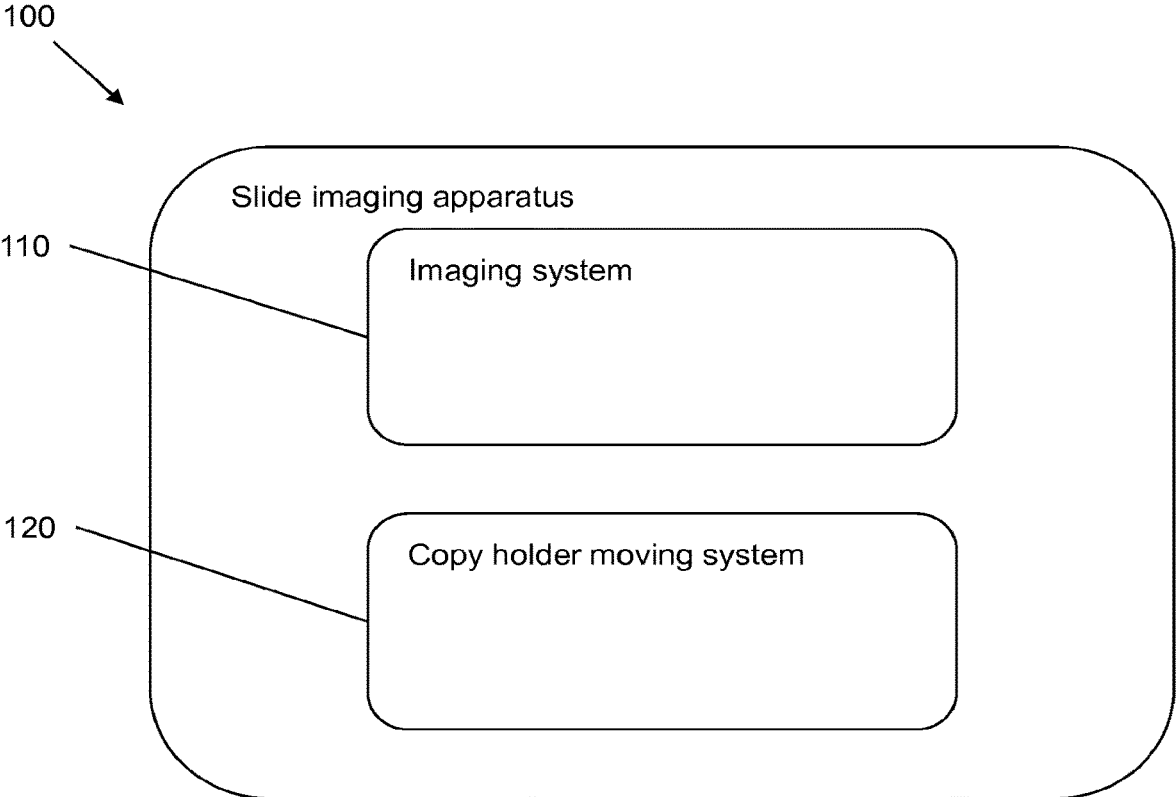 100
Slide imaging apparatus
110
Imaging system
120
Copy holder moving system